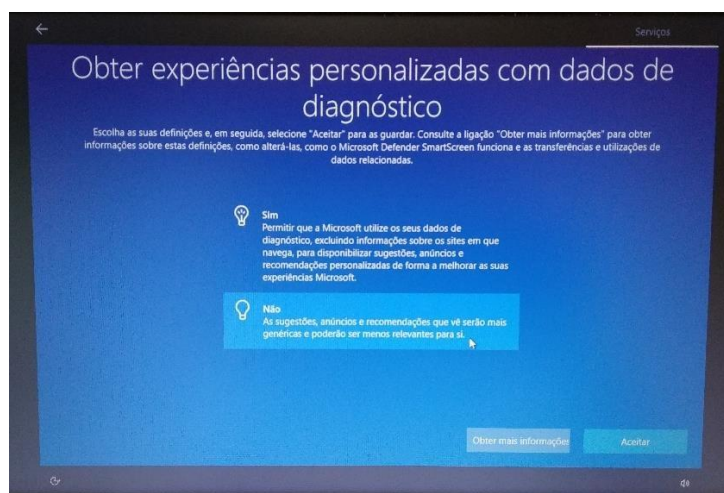 Serviços
Obter experiências personalizadas com dados de
diagnóstico
Escolha as suas definições e, em seguida, selecione "Aceitar" para as guardar. Consulte a ligação "Obter mais informações" para obter
informações sobre estas definições, como alterá-las, como o Microsoft Defender SmartScreen funciona e as transferências e utilizações de
dados relacionadas.
Sim
Permitir que a Microsoft utilize os seus dados de
diagnóstico, excluindo informações sobre os sites em que
navega, para disponibilizar sugestões, anúncios e
recomendações personalizadas de forma a melhorar as suas
experiências Microsoft.
Não
As sugestões, anúncios e recomendações que vê serão mais
genéricas e poderão ser menos relevantes para si.
Obter mais informações
Aceitar